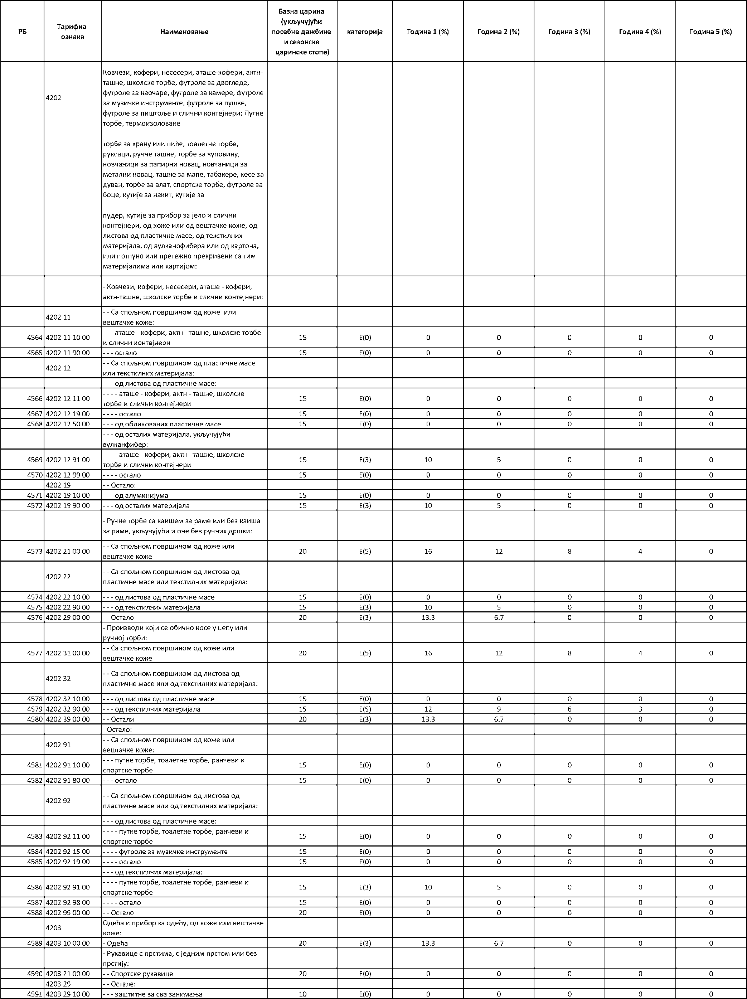 РБ Тарифна ознака Наименовање Базна царина (укључујући посебне дажбине и сезонске царинске стопе) категорија Година 1 (%) Година 2 (%) Година 3 (%) Година 4 (%) Година 5 (%)
4202
Ковчези, кофери, несесери, аташе-кофери, актн-
ташне, школске торбе, футроле за двогледе,
футроле за наочаре, футроле за камере, футроле
за музичке инструменте, футроле за пушке,
футроле за пиштоље и слични контејнери; Путне
торбе, термоизоловане
торбе за храну или пиће, тоалетне торбе,
руксаци, ручне ташне, торбе за куповину,
новчаници за папирни новац, новчаници за
метални новац, ташне за мапе, табакере, кесе за
дуван, торбе за алат, спортске торбе, футроле за
боце, кутије за накит, кутије за
пудер, кутије за прибор за јело и слични
контејнери, од коже или од вештачке коже, од
листова од пластичне масе, од текстилних
материјала, од вулканофибера или од картона,
или потпуно или претежно прекривени са тим
материјалима или хартијом:
- Ковчези, кофери, несесери, аташе - кофери,
актн-ташне, школске торбе и слични контејнери:
4202 11 - - Са спољном површином од коже или
вештачке коже:
4564 4202 11 10 00 - - - аташе - кофери, актн - ташне, школске торбе
и слични контејнери 15 E(0) 0 0 0 0 0
4565 4202 11 90 00 - - - остало 15 E(0) 0 0 0 0 0
4202 12 - - Са спољном површином од пластичне масе
или текстилних материјала:
- - - од листова од пластичне масе:
4566 4202 12 11 00 - - - - аташе - кофери, актн - ташне, школске
торбе и слични контејнери 15 E(0) 0 0 0 0 0
4567 4202 12 19 00 - - - - остало 15 E(0) 0 0 0 0 0
4568 4202 12 50 00 - - - од обликованих пластичне масе 15 E(0) 0 0 0 0 0
- - - од осталих материјала, укључујући
вулканфибер:
4569 4202 12 91 00 - - - - аташе - кофери, актн - ташне, школске
торбе и слични контејнери 15 E(3) 10 5 0 0 0
4570 4202 12 99 00 - - - - остало 15 E(0) 0 0 0 0 0
4202 19 - - Остало:
4571 4202 19 10 00 - - - од алуминијума 15 E(0) 0 0 0 0 0
4572 4202 19 90 00 - - - од осталих материјала 15 E(3) 10 5 0 0 0
- Ручне торбе са каишем за раме или без каиша
за раме, укључујући и оне без ручних дршки:
4573 4202 21 00 00 - - Са спољном површином од коже или
вештачке коже 20 E(5) 16 12 8 4 0
4202 22 - - Са спољном површином од листова од
пластичне масе или текстилних материјала:
4574 4202 22 10 00 - - - од листова од пластичне масе 15 E(0) 0 0 0 0 0
4575 4202 22 90 00 - - - од текстилних материјала 15 E(3) 10 5 0 0 0
4576 4202 29 00 00 - - Остало 20 E(3) 13.3 6.7 0 0 0
- Производи који се обично носе у џепу или
ручној торби:
4577 4202 31 00 00 - - Са спољном површином од коже или
вештачке коже 20 E(5) 16 12 8 4 0
4202 32 - - Са спољном површином од листова од
пластичне масе или од текстилних материјала:
4578 4202 32 10 00 - - - од листова од пластичне масе 15 E(0) 0 0 0 0 0
4579 4202 32 90 00 - - - од текстилних материјала 15 E(5) 12 9 6 3 0
4580 4202 39 00 00 - - Остали 20 E(3) 13.3 6.7 0 0 0
- Остало:
4202 91 - - Са спољном површином од коже или
вештачке коже:
4581 4202 91 10 00 - - - путне торбе, тоалетне торбе, ранчеви и
спортске торбе 15 E(0) 0 0 0 0 0
4582 4202 91 80 00 - - - остало 15 E(0) 0 0 0 0 0
4202 92 - - Са спољном површином од листова од
пластичне масе или од текстилних материјала:
- - - од листова од пластичне масе:
4583 4202 92 11 00 - - - - путне торбе, тоалетне торбе, ранчеви и
спортске торбе 15 E(0) 0 0 0 0 0
4584 4202 92 15 00 - - - - футроле за музичке инструменте 15 E(0) 0 0 0 0 0
4585 4202 92 19 00 - - - - остало 15 E(0) 0 0 0 0 0
- - - од текстилних материјала:
4586 4202 92 91 00 - - - - путне торбе, тоалетне торбе, ранчеви и
спортске торбе 15 E(3) 10 5 0 0 0
4587 4202 92 98 00 - - - - остало 15 E(0) 0 0 0 0 0
4588 4202 99 00 00 - - Остало 20 E(0) 0 0 0 0 0
4203 Одећа и прибор за одећу, од коже или вештачке
коже:
4589 4203 10 00 00 - Одећа 20 E(3) 13.3 6.7 0 0 0
- Рукавице с прстима, с једним прстом или без
прстију:
4590 4203 21 00 00 - - Спортске рукавице 20 E(0) 0 0 0 0 0
4203 29 - - Остале:
4591 4203 29 10 00 - - - заштитне за сва занимања 10 E(0) 0 0 0 0 0